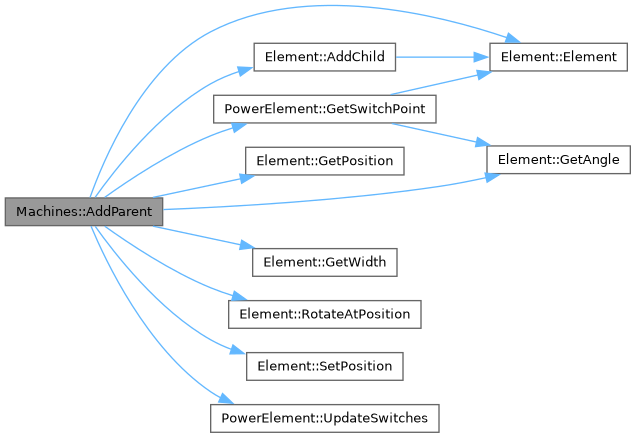 Machines::AddParent
Element::AddChild
Element::Element
PowerElement::GetSwitchPoint
Element::GetPosition
Element::GetAngle
Element::GetWidth
Element::RotateAtPosition
Element::SetPosition
PowerElement::UpdateSwitches